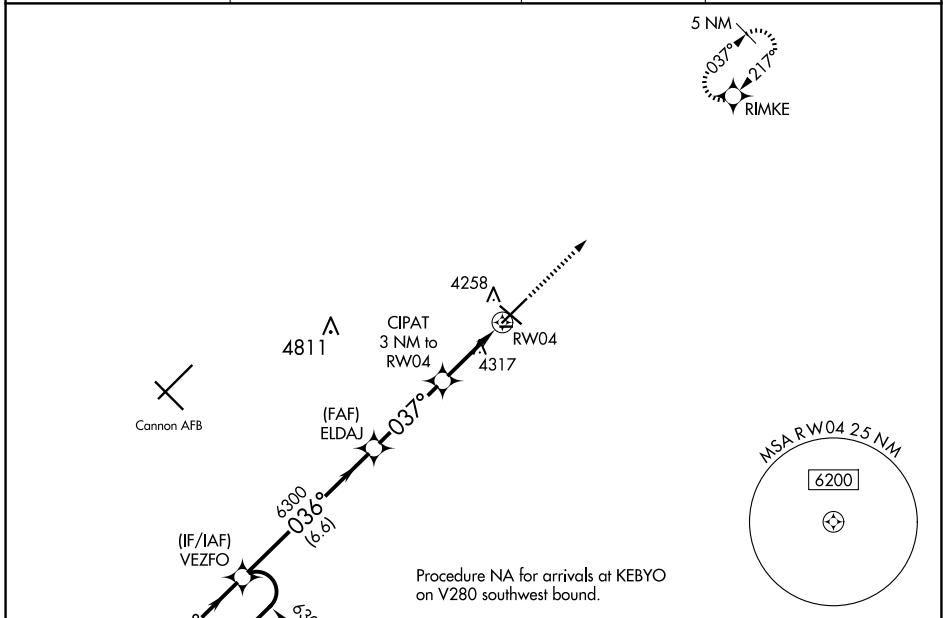 5 NM
037°
217°
RIMKE
4258
4811
CIPAT
3 NM to
RW04
RW04
4317
Cannon AFB
(FAF)
ELDAJ
037°
MSA RW04 25 NM
6200
6300
036°
(6.6)
(IF/IAF)
VEZFO
Procedure NA for arrivals at KEBYO
on V280 southwest bound.